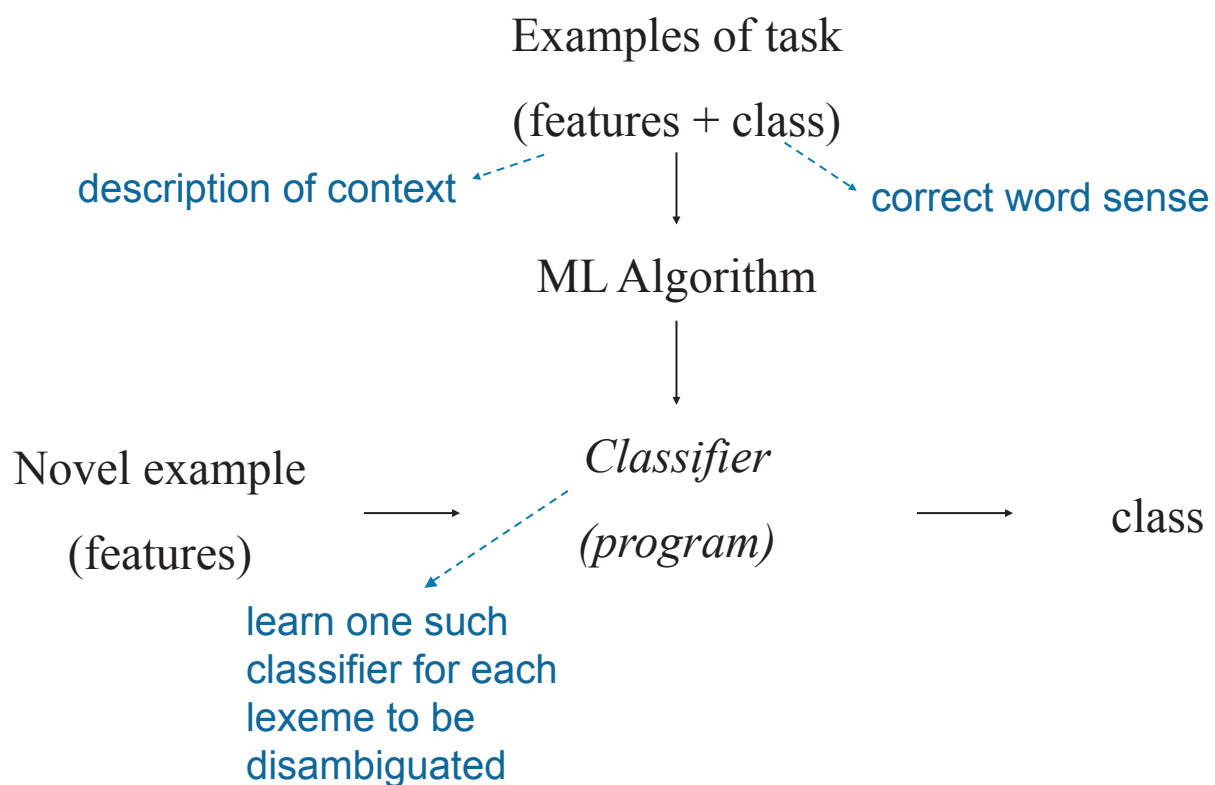 Examples of task
(features + class)
description of context
correct word sense
ML Algorithm
Novel example
(features)
Classifier
(program)
class
learn one such
classifier for each
lexeme to be
disambiguated